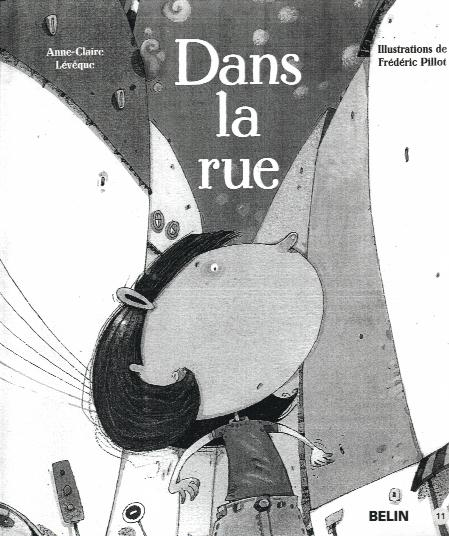 Anne-Claire
Lévêque
Dans
la
rue
Illustrations de
Frédéric Pillot
BELIN
11